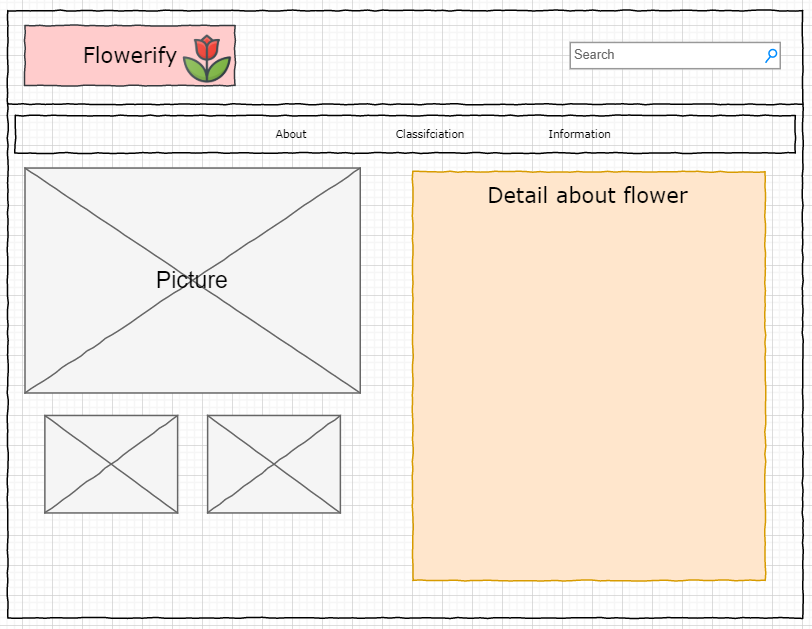 Flowerify
Search
About Classifciation Information
Picture
Detail about flower